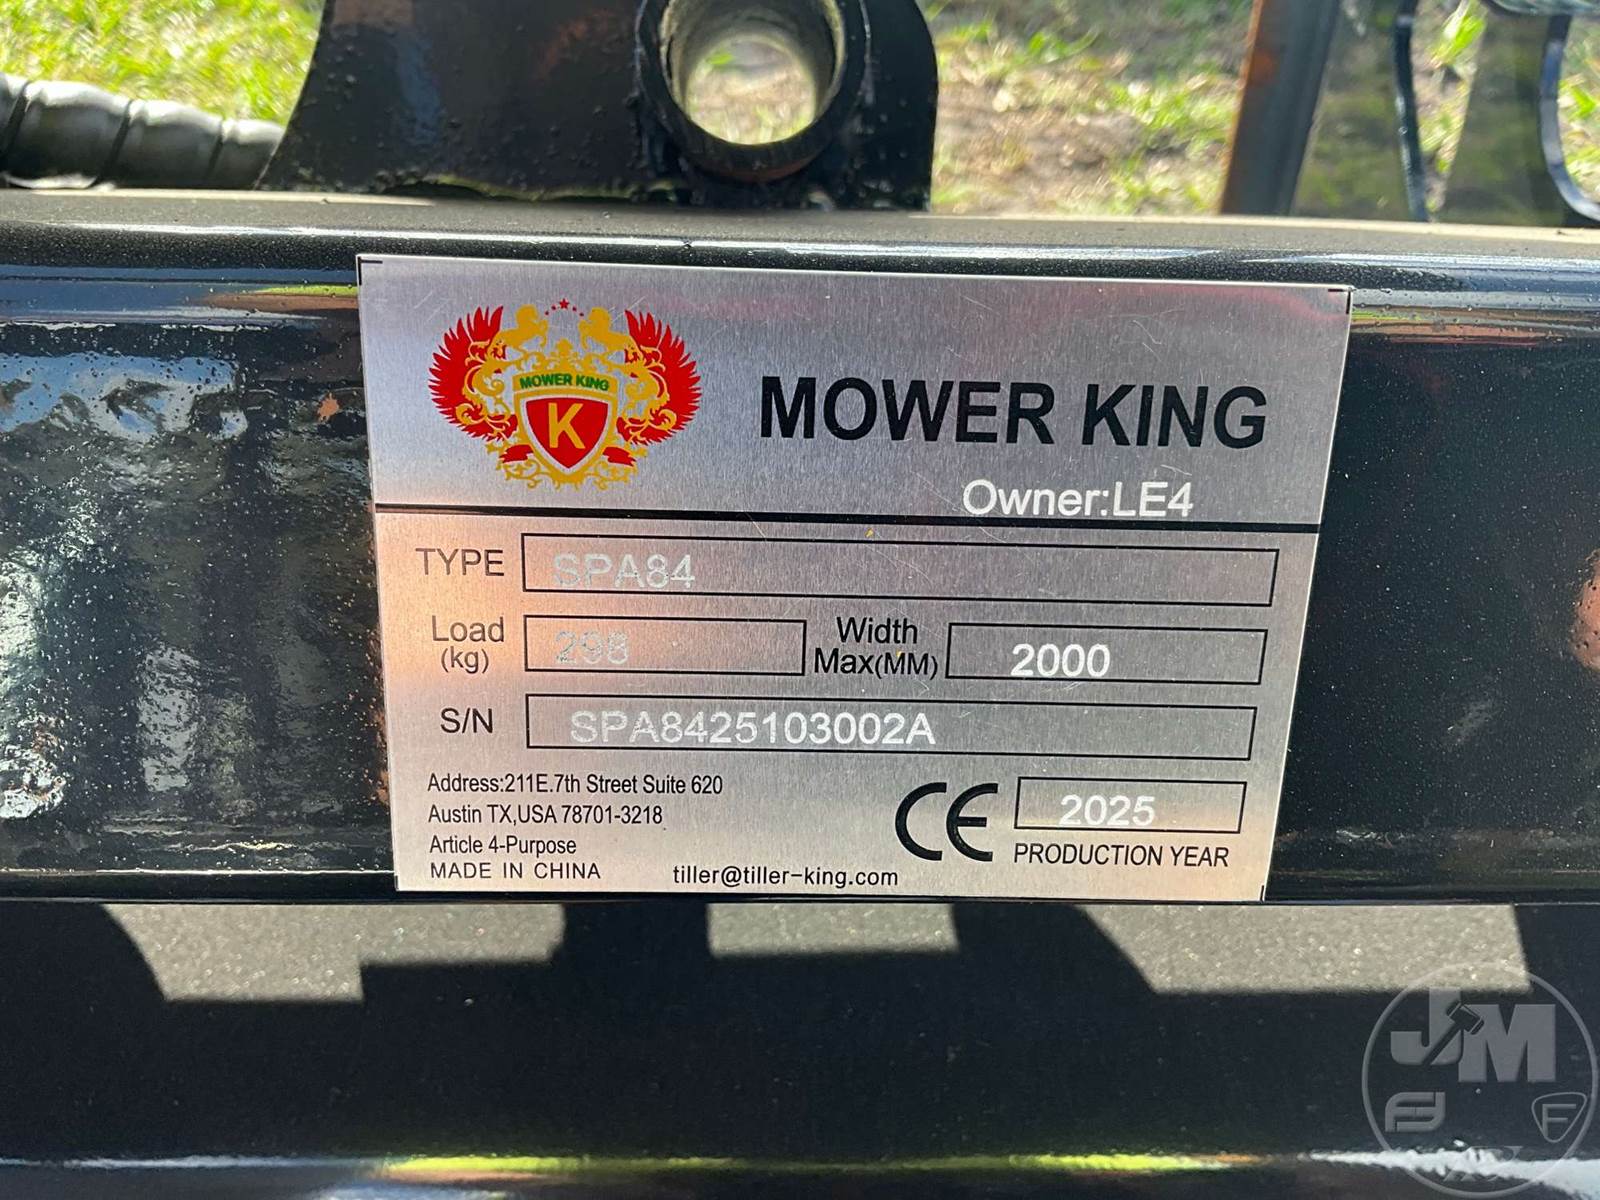 MOWER KING
K
MOWER KING
Owner:LE4
TYPE SPA84
Load (kg) 298 Width Max(MM) 2000
S/N SPA8425103002A
Address:211E.7th Street Suite 620
Austin TX,USA 78701-3218
Article 4-Purpose
MADE IN CHINA tiller@tiller-king.com
CE 2025
PRODUCTION YEAR
JM
F